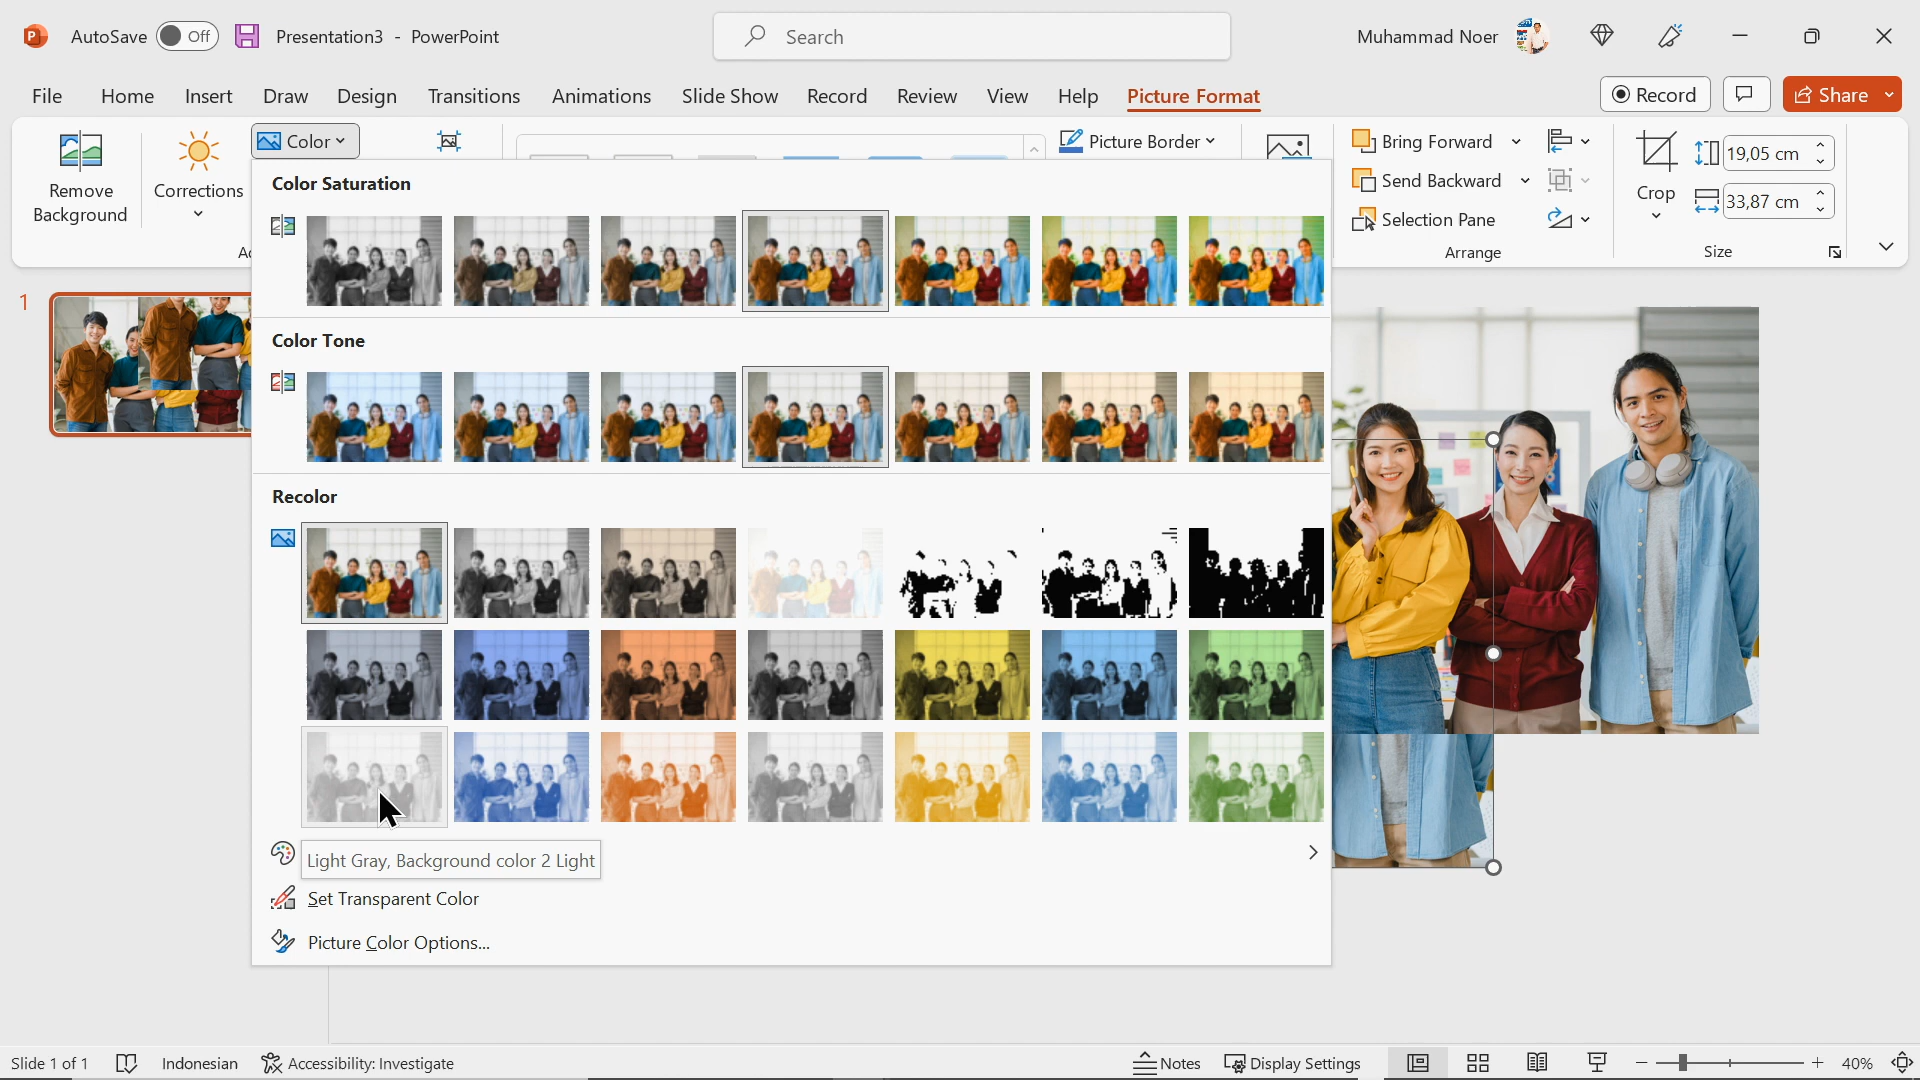 AutoSave Off Presentation3 - PowerPoint Search Muhammad Noer
File Home Insert Draw Design Transitions Animations Slide Show Record Review View Help Picture Format Record Share
Remove Background
Corrections
Color
Picture Border
Bring Forward
Send Backward
Selection Pane
Arrange
Crop
19,05 cm
33,87 cm
Size
Color Saturation
1
Color Tone
Recolor
Light Gray, Background color 2 Light
Set Transparent Color
Picture Color Options...
Slide 1 of 1 Indonesian Accessibility: Investigate Notes Display Settings 40%